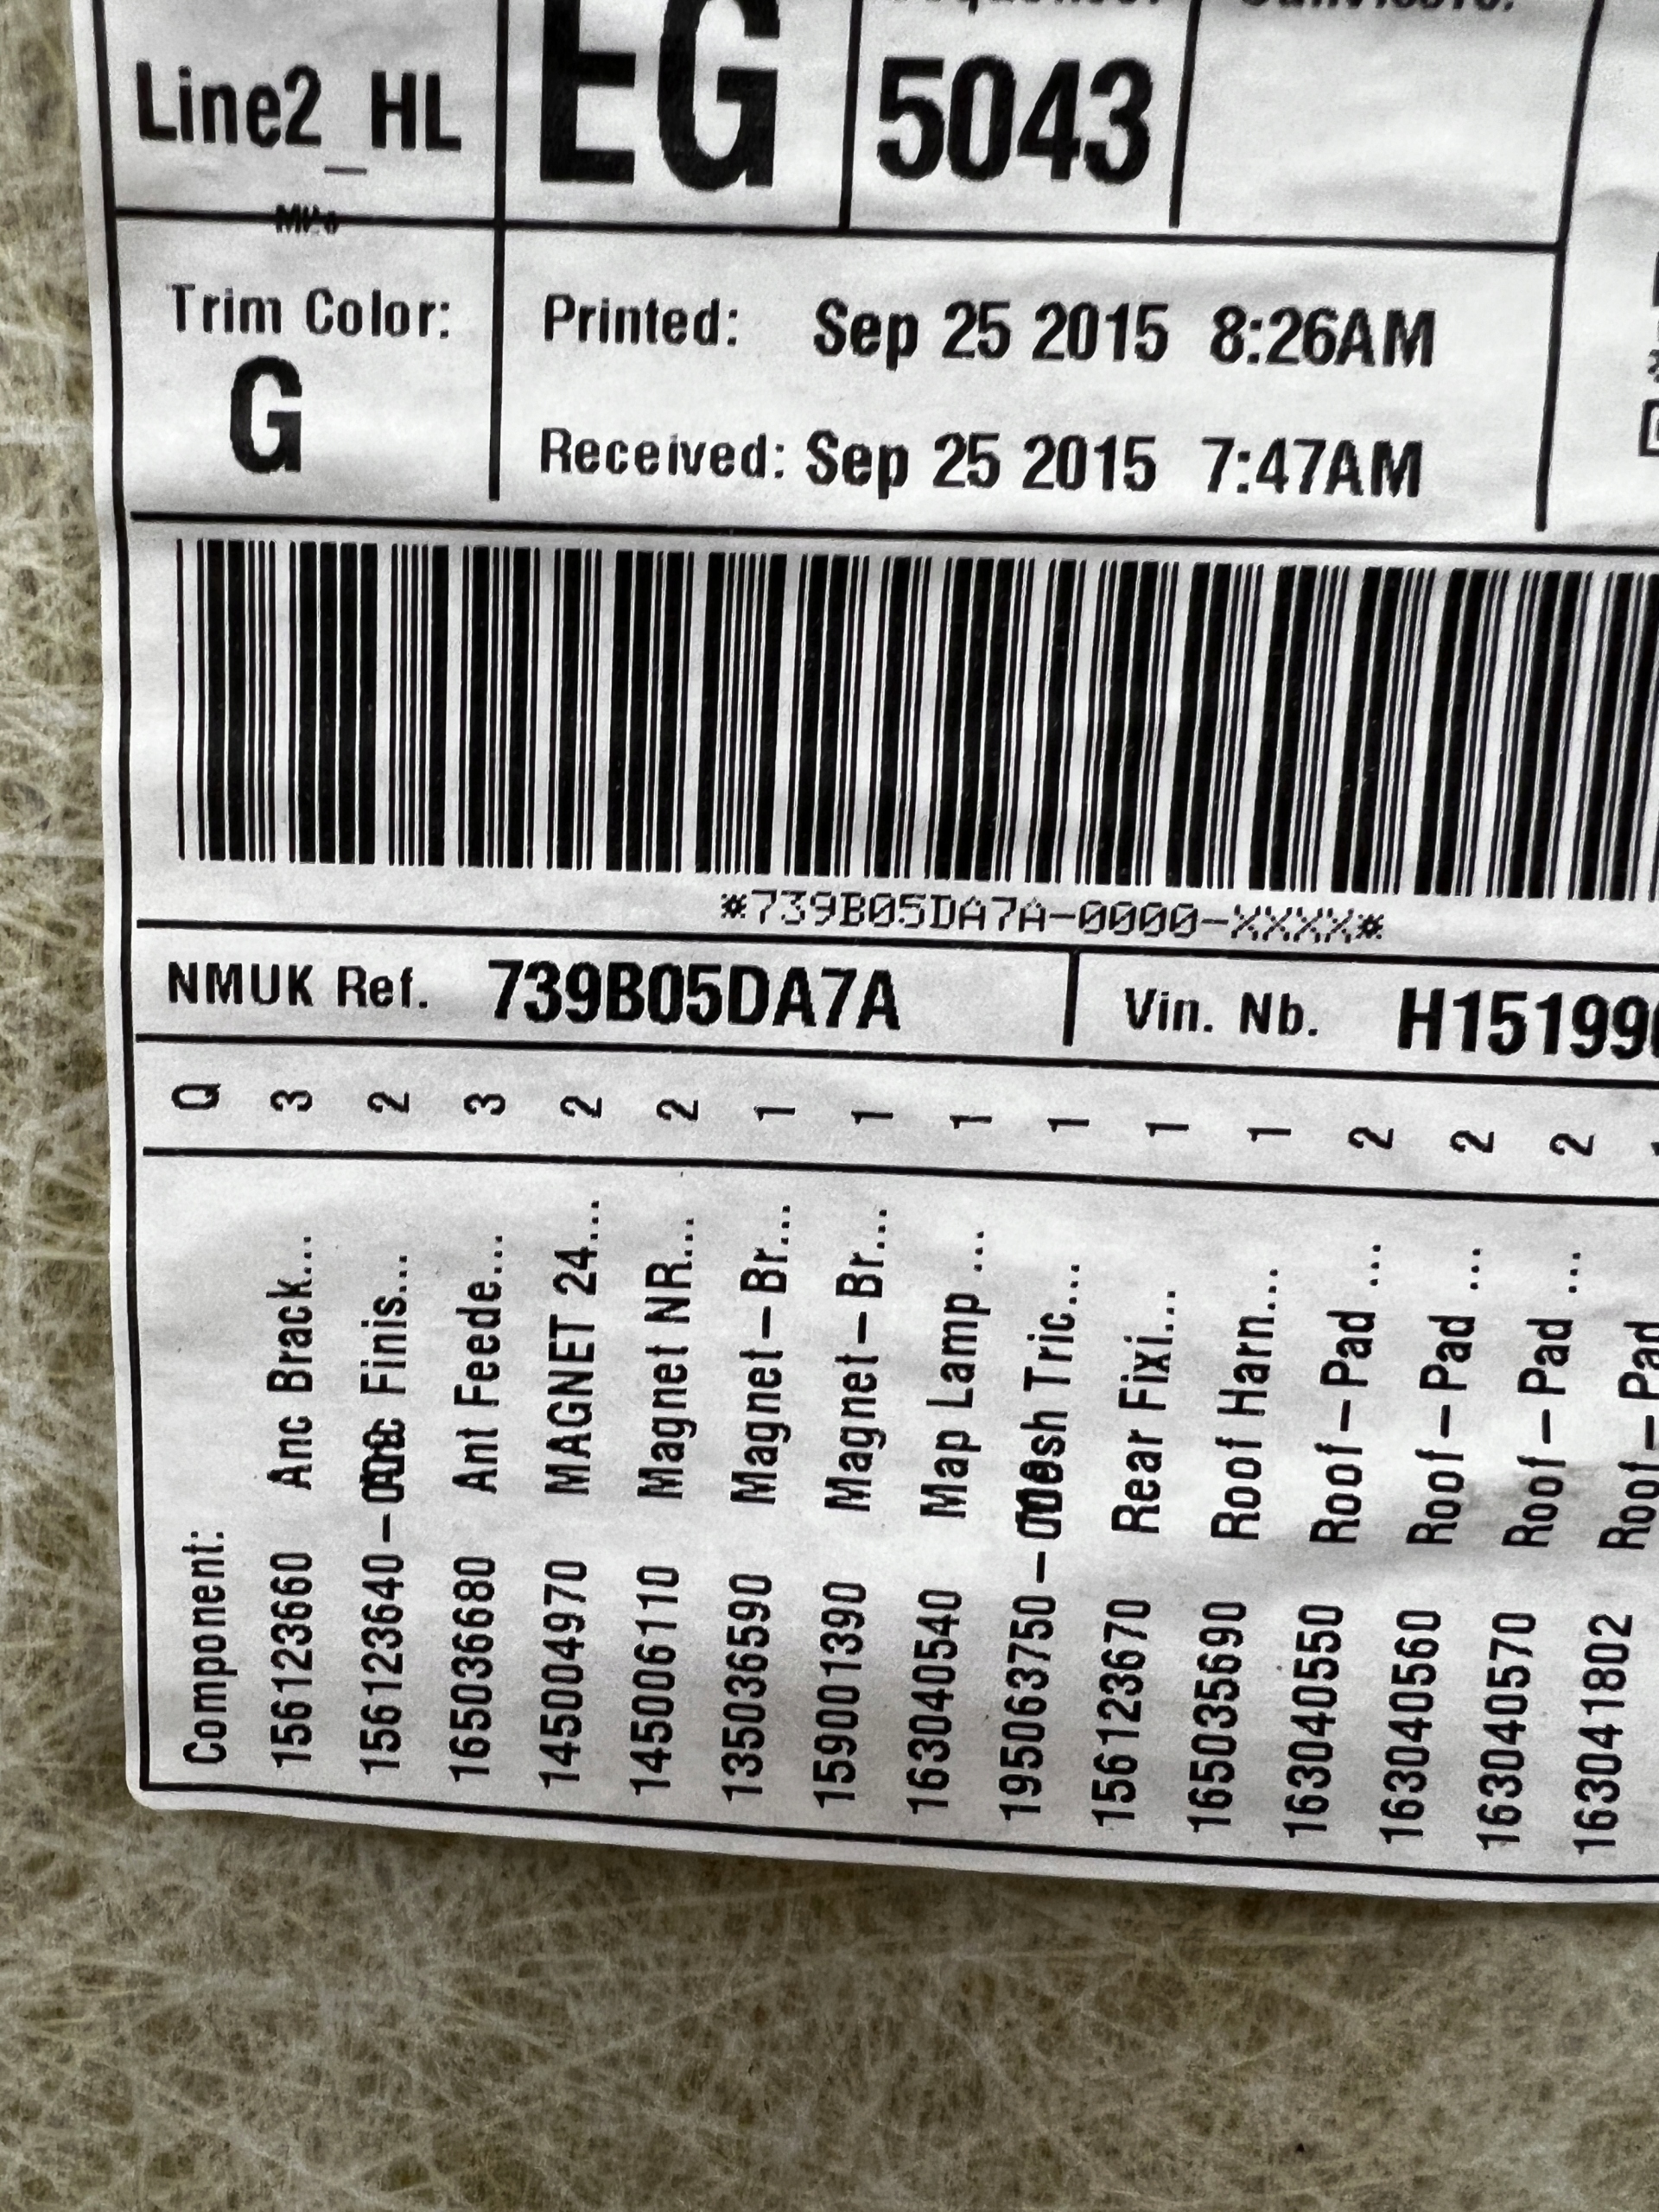 Line2_HL
EG
5043
Trim Color:
G
Printed: Sep 25 2015 8:26AM
Received: Sep 25 2015 7:47AM
*739B05DA7A-0000-XXXX*
NMUK Ref. 739B05DA7A
Vin. Nb. H15199
Component: Q
156123660 Anc Brack... 3
156123640- Finis... 2
165036680 Ant Feede... 3
145004970 MAGNET 24... 2
145006110 Magnet NR... 2
135036590 Magnet-Br... 1
159001390 Magnet-Br... 1
163040540 Map Lamp ... 1
195063750- Tric... 1
156123670 Rear Fixi... 1
165035690 Roof Harn... 1
163040550 Roof-Pad ... 2
163040560 Roof-Pad ... 2
163040570 Roof-Pad ... 2
163041802 Roof-Pad